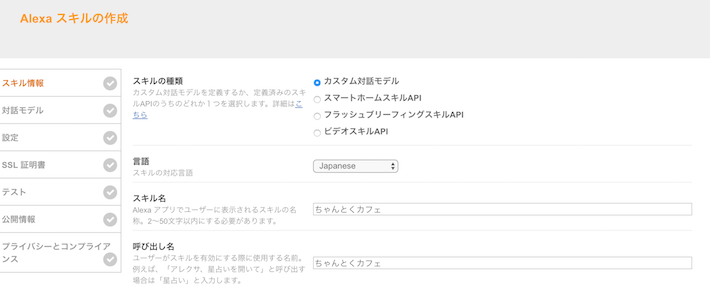 Alexa スキルの作成
スキル情報
対話モデル
設定
SSL 証明書
テスト
公開情報
プライバシーとコンプライア
ンス
スキルの種類
カスタム対話モデルを定義するか、定義済みのス
キルAPIのうちのどれか１つを選択します。詳細はこ
ちら
カスタム対話モデル
スマートホームスキルAPI
フラッシュブリーフィングスキルAPI
ビデオスキルAPI
言語
スキルの対応言語
Japanese
スキル名
Alexa アプリでユーザーに表示されるスキルの名
称。2〜50文字以内にする必要があります。
ちゃんとくカフェ
呼び出し名
ユーザーがスキルを有効にする際に使用する名前。
例えば、「アレクサ、星占いを開いて」と呼び出す
場合は「星占い」と入力します。
ちゃんとくカフェ